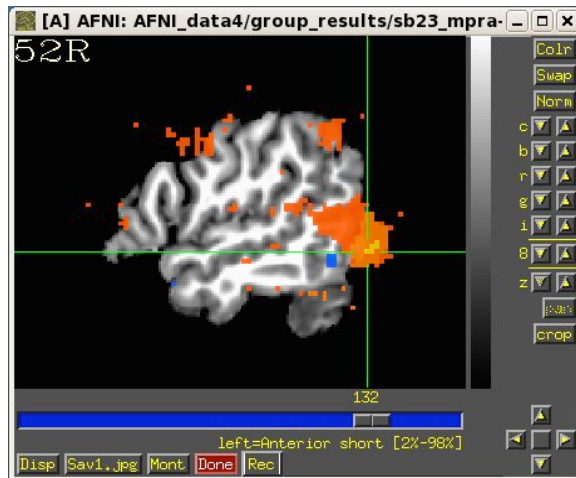 [A] AFNI: AFNI_data4/group_results/sb23_mpra-
52R
Colr
Swap
Norm
c
b
r
g
i
8
z
pan
crop
132
left=Anterior short [2%-98%]
Disp Sav1.jpg Mont Done Rec